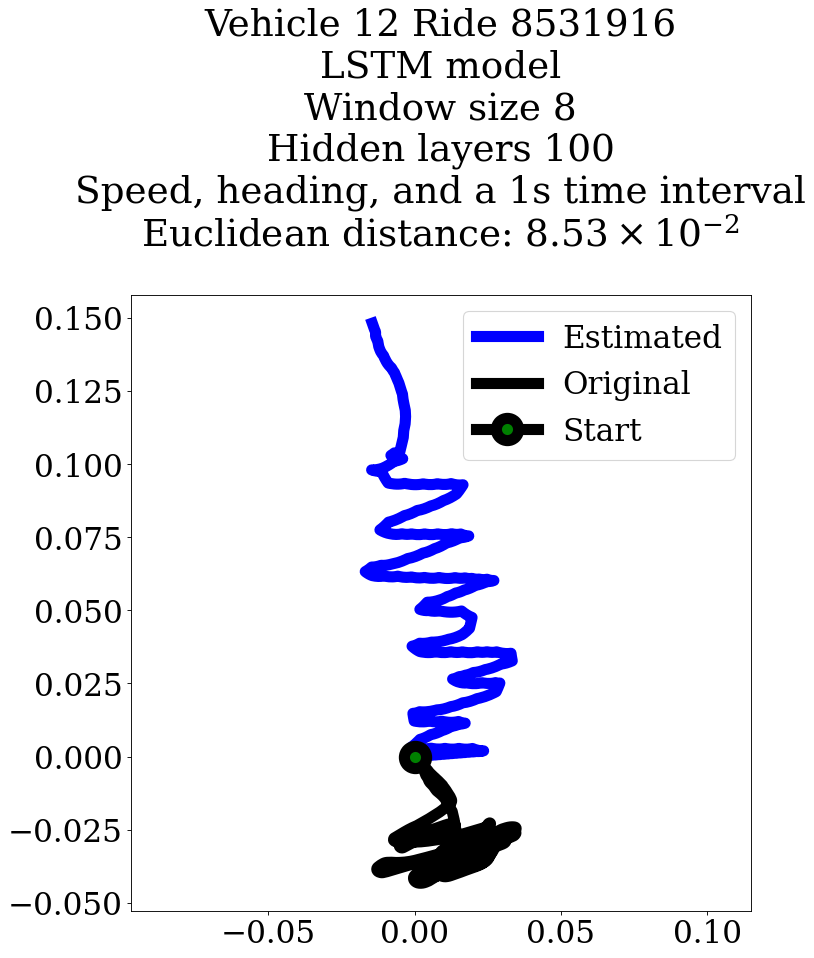 Vehicle 12 Ride 8531916
LSTM model
Window size 8
Hidden layers 100
Speed, heading, and a 1s time interval
Euclidean distance: 8.53 × 10⁻²
0.150
0.125
0.100
0.075
0.050
0.025
0.000
−0.025
−0.050
Estimated
Original
Start
−0.05
0.00
0.05
0.10